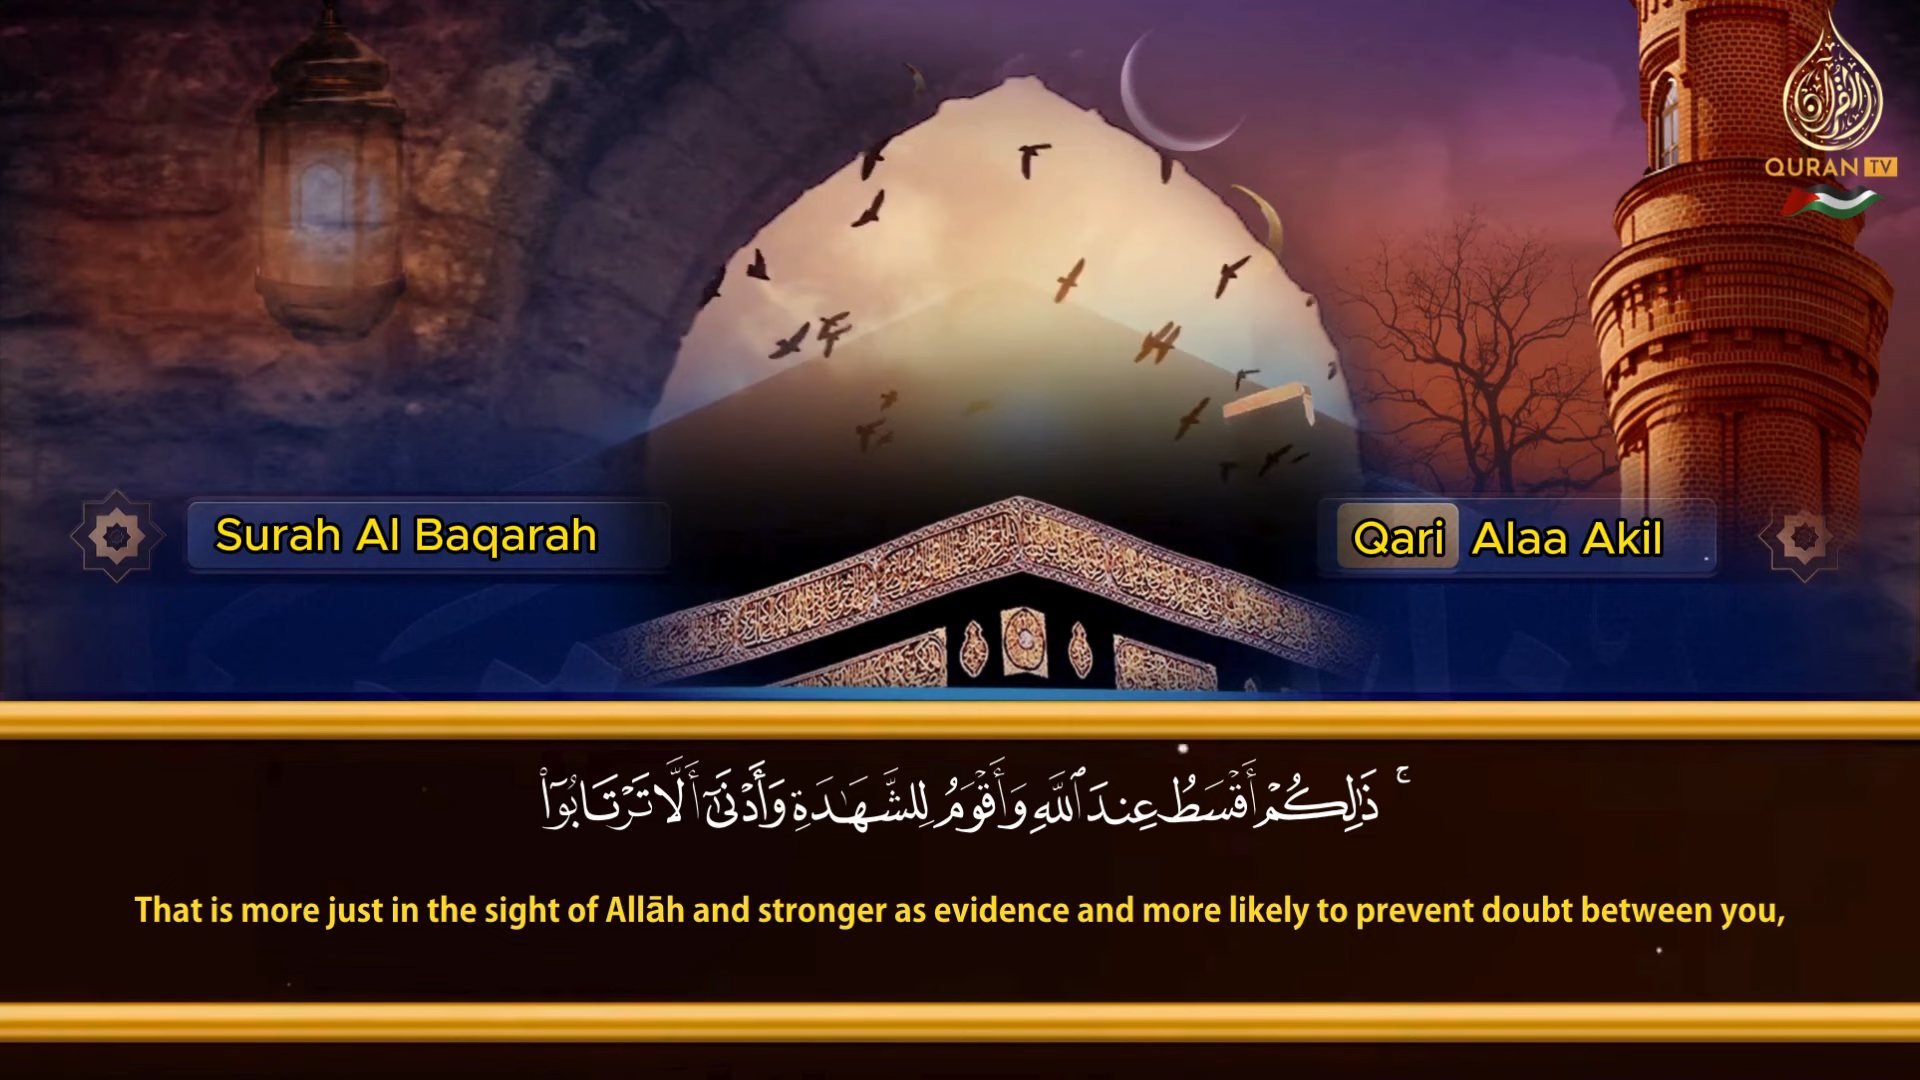 القرآن
QURAN TV
Surah Al Baqarah
Qari Alaa Akil
ۚ ذَٰلِكُمْ أَقْسَطُ عِندَ ٱللَّهِ وَأَقْوَمُ لِلشَّهَـٰدَةِ وَأَدْنَىٰٓ أَلَّا تَرْتَابُوٓا۟
That is more just in the sight of Allāh and stronger as evidence and more likely to prevent doubt between you,